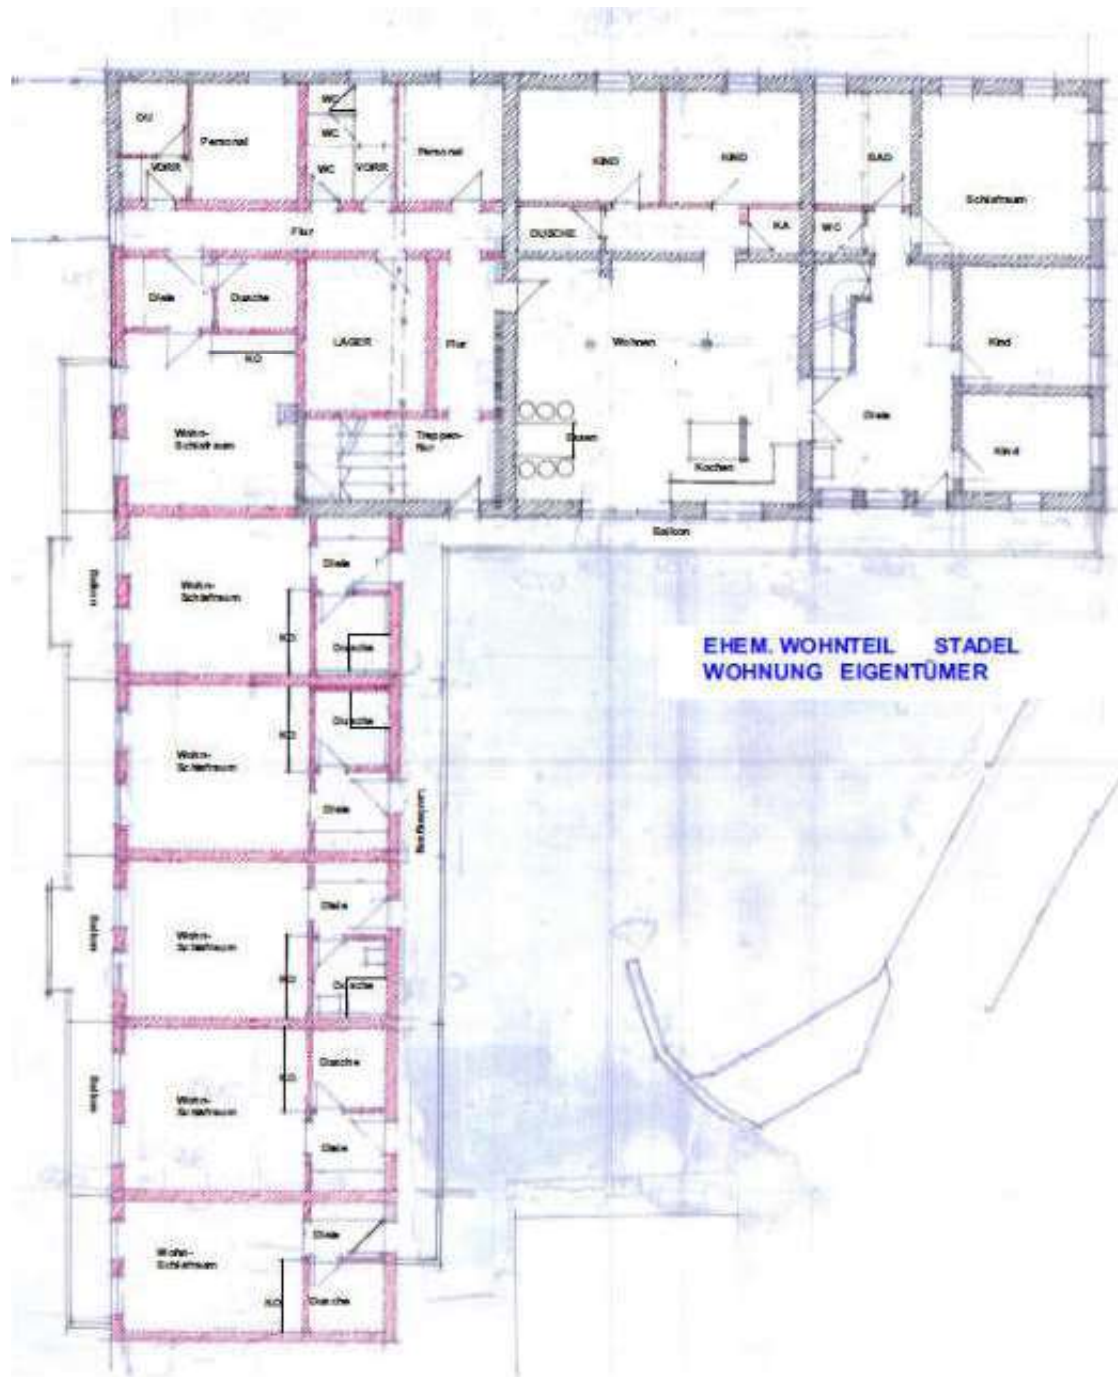 DU
Personal
VORR
WC
WC
WC
VORR
Personal
KIND
KIND
BAD
Schlafraum
Flur
DUSCHE
KA
WC
Diele
Dusche
KO
LAGER
Flur
Wohnen
Kind
Wohn-
Schlafraum
Treppen-
flur
Essen
Kochen
Diele
Kind
Balkon
Balkon
Wohn-
Schlafraum
Diele
KO
Dusche
EHEM. WOHNTEIL STADEL
WOHNUNG EIGENTÜMER
Wohn-
Schlafraum
KO
Dusche
Diele
Laubengang
Balkon
Wohn-
Schlafraum
Diele
KO
Dusche
Balkon
Wohn-
Schlafraum
KO
Dusche
Diele
Wohn-
Schlafraum
Diele
KO
Dusche